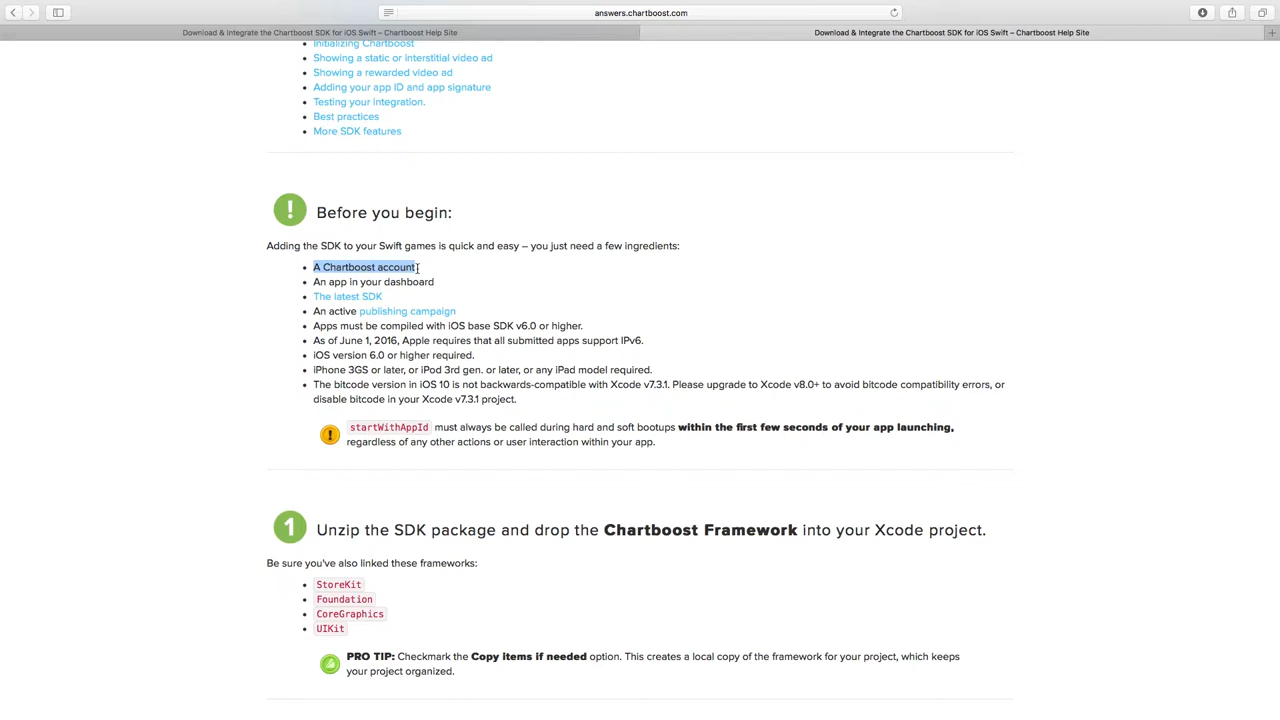 answers.chartboost.com
Download & Integrate the Chartboost SDK for iOS Swift – Chartboost Help Site
Download & Integrate the Chartboost SDK for iOS Swift – Chartboost Help Site
Initializing Chartboost
Showing a static or interstitial video ad
Showing a rewarded video ad
Adding your app ID and app signature
Testing your integration.
Best practices
More SDK features
! Before you begin:
Adding the SDK to your Swift games is quick and easy – you just need a few ingredients:
A Chartboost account
An app in your dashboard
The latest SDK
An active publishing campaign
Apps must be compiled with iOS base SDK v6.0 or higher.
As of June 1, 2016, Apple requires that all submitted apps support IPv6.
iOS version 6.0 or higher required.
iPhone 3GS or later, or iPod 3rd gen. or later, or any iPad model required.
The bitcode version in iOS 10 is not backwards-compatible with Xcode v7.3.1. Please upgrade to Xcode v8.0+ to avoid bitcode compatibility errors, or
disable bitcode in your Xcode v7.3.1 project.
! startWithAppId must always be called during hard and soft bootups within the first few seconds of your app launching,
regardless of any other actions or user interaction within your app.
1 Unzip the SDK package and drop the Chartboost Framework into your Xcode project.
Be sure you've also linked these frameworks:
StoreKit
Foundation
CoreGraphics
UIKit
PRO TIP: Checkmark the Copy items if needed option. This creates a local copy of the framework for your project, which keeps
your project organized.